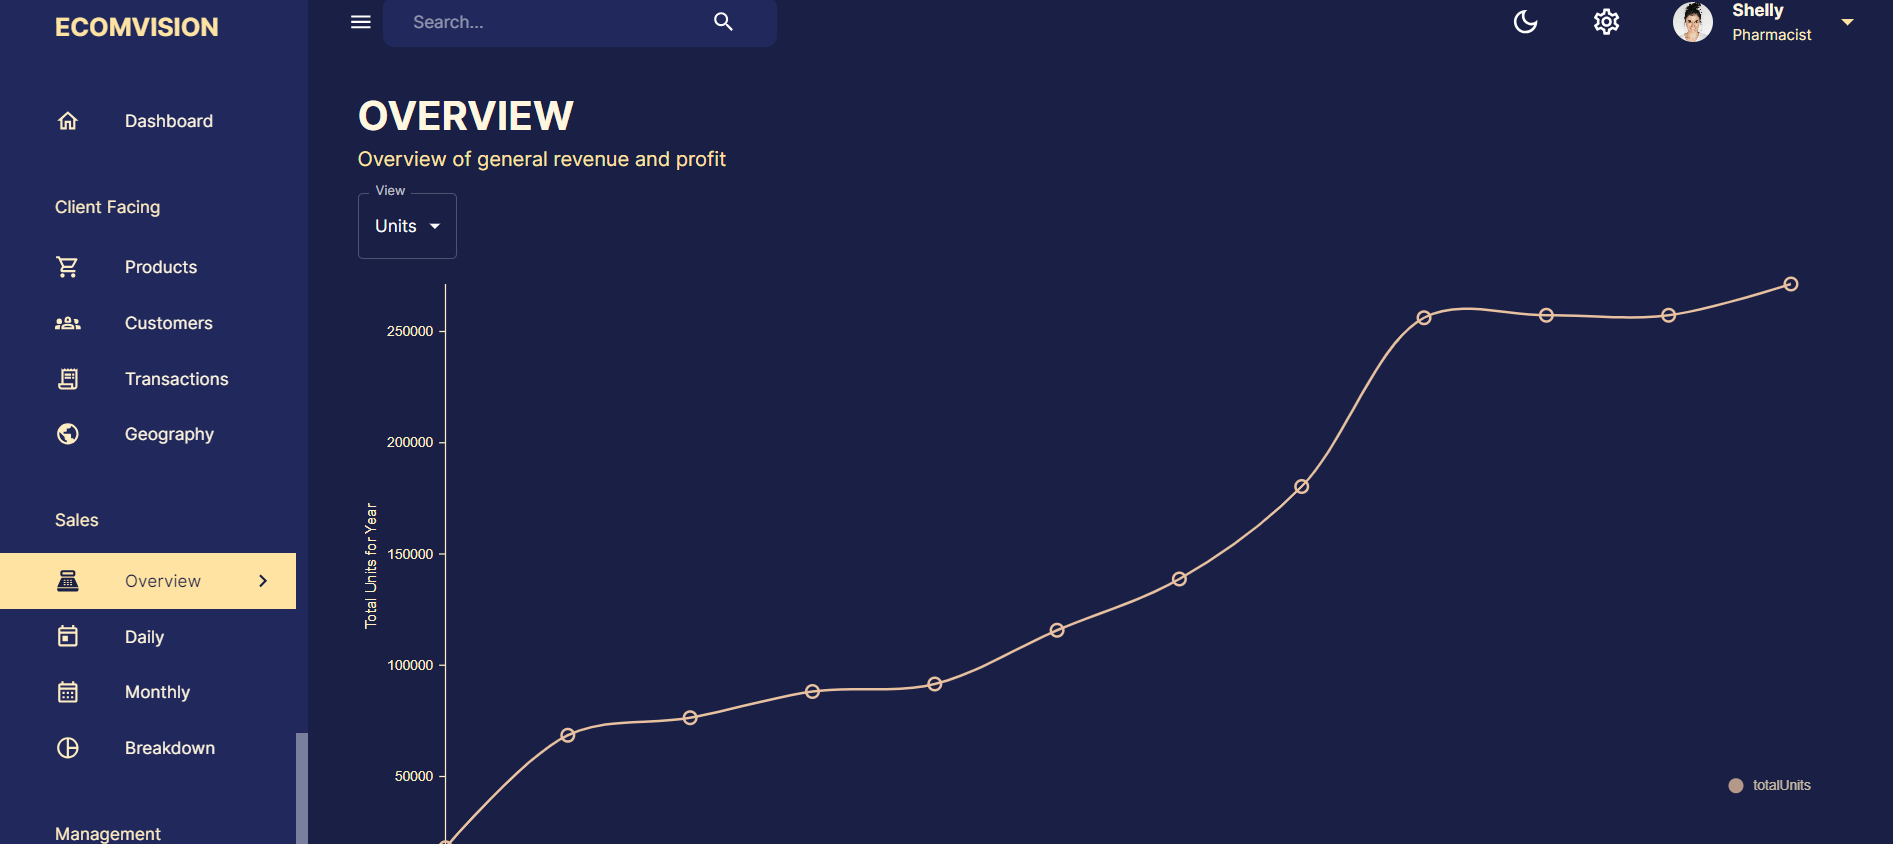 ECOMVISION
Search...
Shelly
Pharmacist
Dashboard
Client Facing
Products
Customers
Transactions
Geography
Sales
Overview
Daily
Monthly
Breakdown
Management
OVERVIEW
Overview of general revenue and profit
View
Units
250000
200000
150000
100000
50000
Total Units for Year
totalUnits